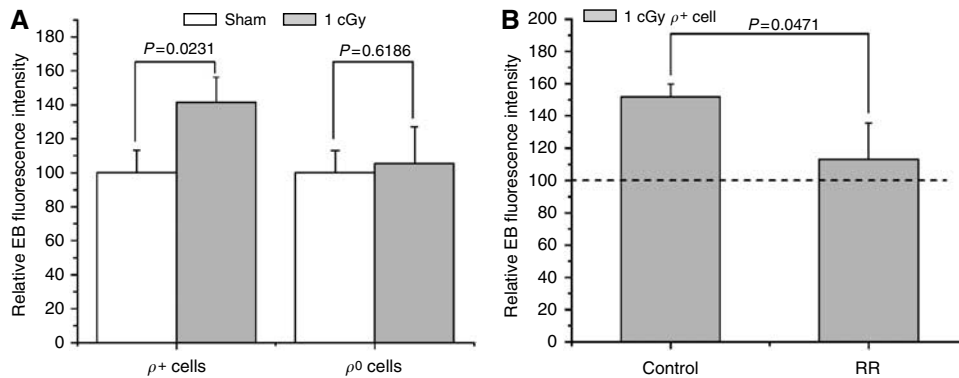 A
Sham
1 cGy
Relative EB fluorescence intensity
180
160
140
120
100
80
60
40
20
0
P=0.0231
P=0.6186
ρ+ cells
ρ0 cells
B
1 cGy ρ+ cell
Relative EB fluorescence intensity
200
180
160
140
120
100
80
60
40
20
0
P=0.0471
Control
RR